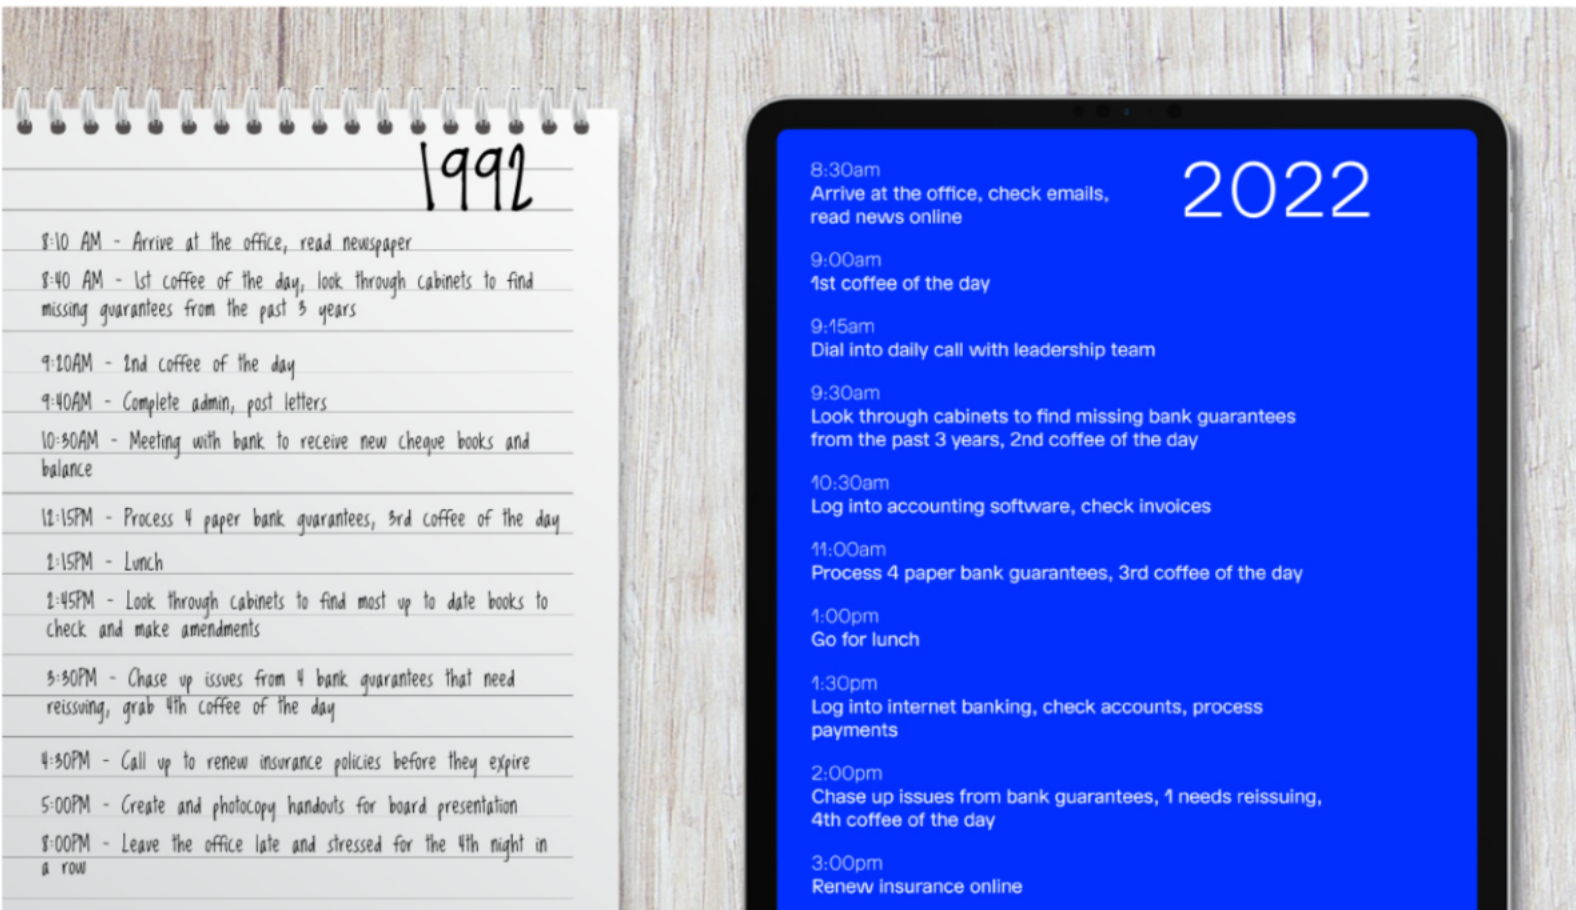 1992
8:10 AM - Arrive at the office, read newspaper
8:40 AM - 1st coffee of the day, look through cabinets to find
missing guarantees from the past 3 years
9:20AM - 2nd coffee of the day
9:40AM - Complete admin, post letters
10:30AM - Meeting with bank to receive new cheque books and
balance
12:15PM - Process 4 paper bank guarantees, 3rd coffee of the day
2:15PM - Lunch
2:45PM - Look through cabinets to find most up to date books to
check and make amendments
3:30PM - Chase up issues from 4 bank guarantees that need
reissuing, grab 4th coffee of the day
4:30PM - Call up to renew insurance policies before they expire
5:00PM - Create and photocopy handouts for board presentation
8:00PM - Leave the office late and stressed for the 4th night in
a row
2022
8:30am
Arrive at the office, check emails,
read news online
9:00am
1st coffee of the day
9:15am
Dial into daily call with leadership team
9:30am
Look through cabinets to find missing bank guarantees
from the past 3 years, 2nd coffee of the day
10:30am
Log into accounting software, check invoices
11:00am
Process 4 paper bank guarantees, 3rd coffee of the day
1:00pm
Go for lunch
1:30pm
Log into internet banking, check accounts, process
payments
2:00pm
Chase up issues from bank guarantees, 1 needs reissuing,
4th coffee of the day
3:00pm
Renew insurance online